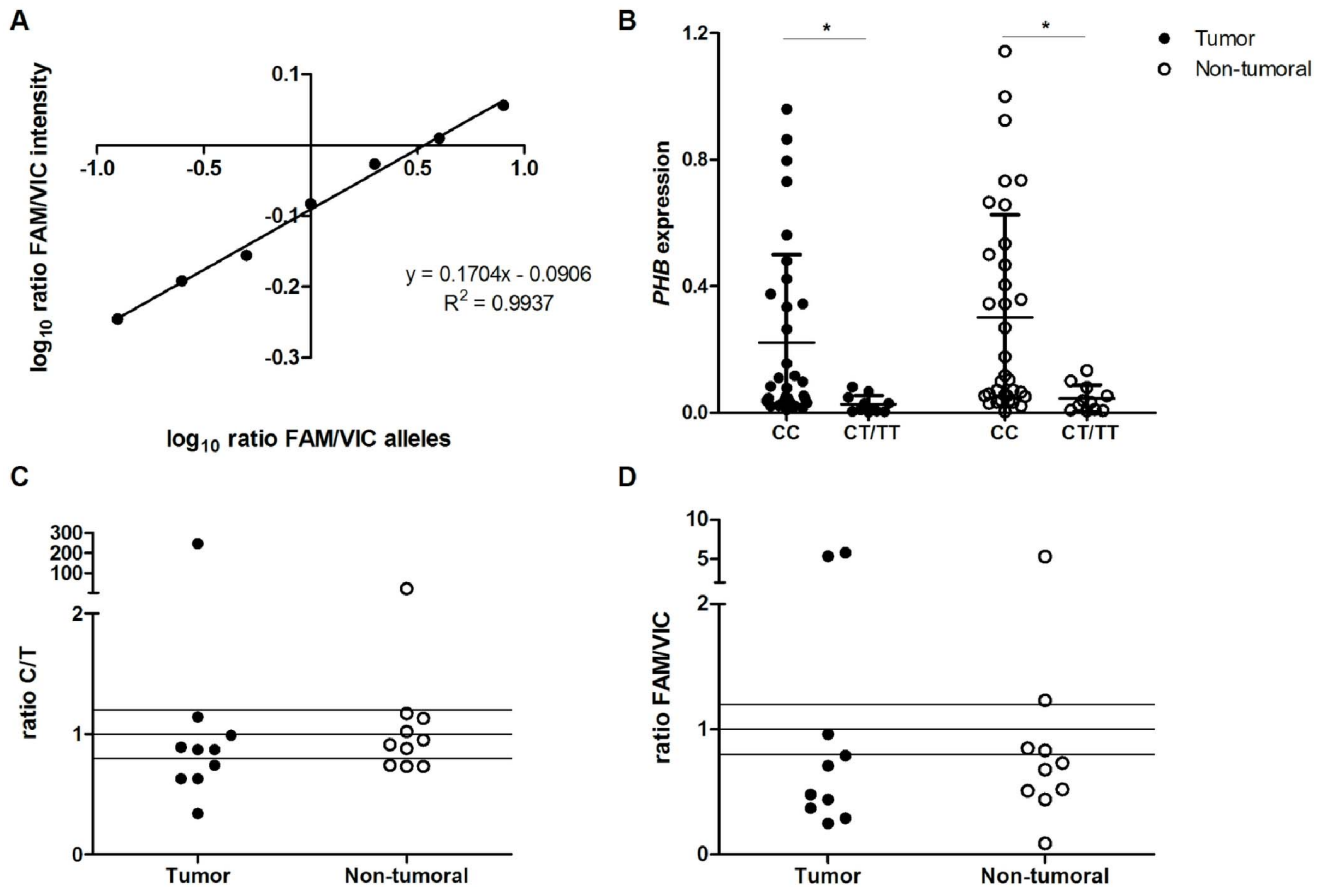 A
log10 ratio FAM/VIC intensity
0.1
-1.0 -0.5 0.5 1.0
-0.1
-0.2
-0.3
y = 0.1704x - 0.0906
R2 = 0.9937
log10 ratio FAM/VIC alleles
B
PHB expression
1.2
0.8
0.4
0.0
* *
CC CT/TT CC CT/TT
Tumor
Non-tumoral
C
ratio C/T
300
200
100
2
1
0
Tumor Non-tumoral
D
ratio FAM/VIC
10
5
2
1
0
Tumor Non-tumoral